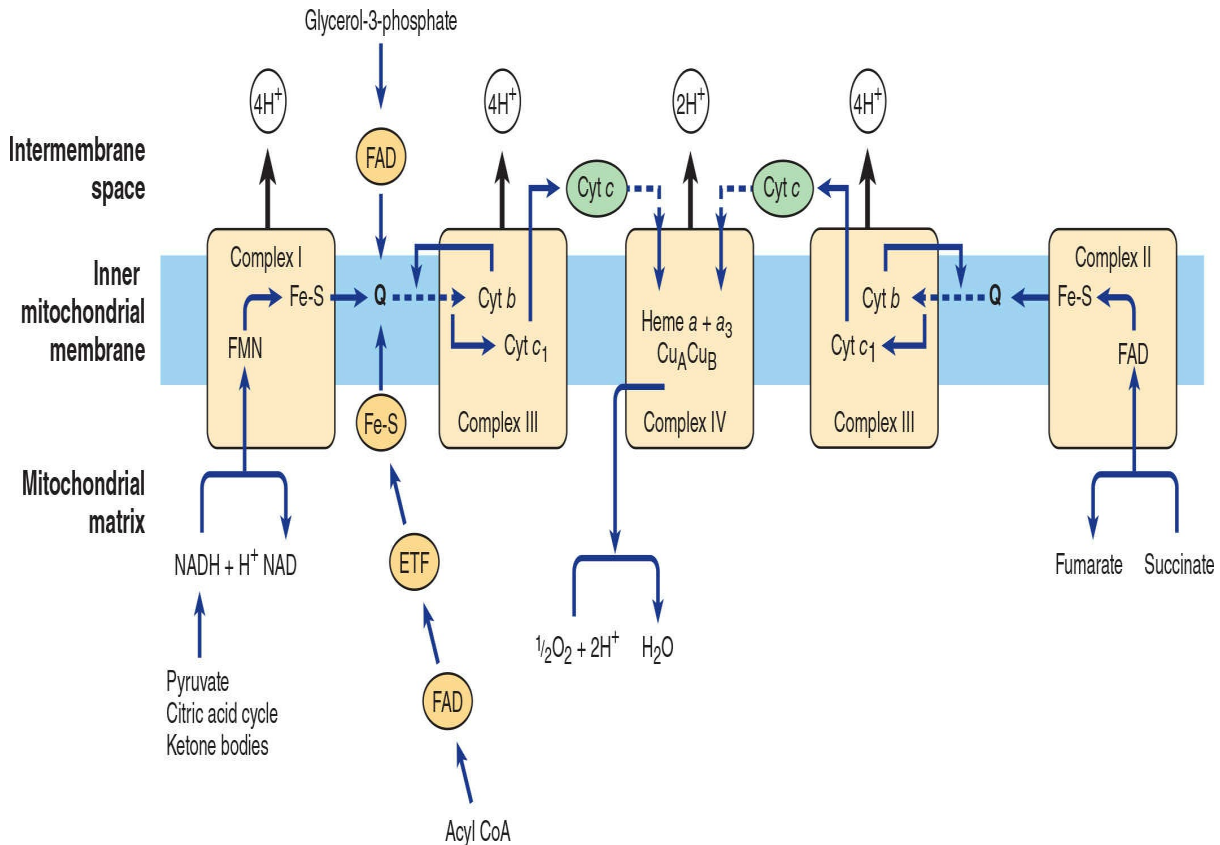 Glycerol-3-phosphate
4H⁺
4H⁺
2H⁺
4H⁺
Intermembrane
space
FAD
Cyt c
Cyt c
Inner
mitochondrial
membrane
Complex I
Fe-S
FMN
Q
Cyt b
Cyt c₁
Complex III
Heme a + a₃
CuACuB
Complex IV
Cyt b
Cyt c₁
Complex III
Q
Complex II
Fe-S
FAD
Fe-S
Mitochondrial
matrix
NADH + H⁺ NAD
ETF
½O₂ + 2H⁺
H₂O
Fumarate
Succinate
Pyruvate
Citric acid cycle
Ketone bodies
FAD
Acyl CoA